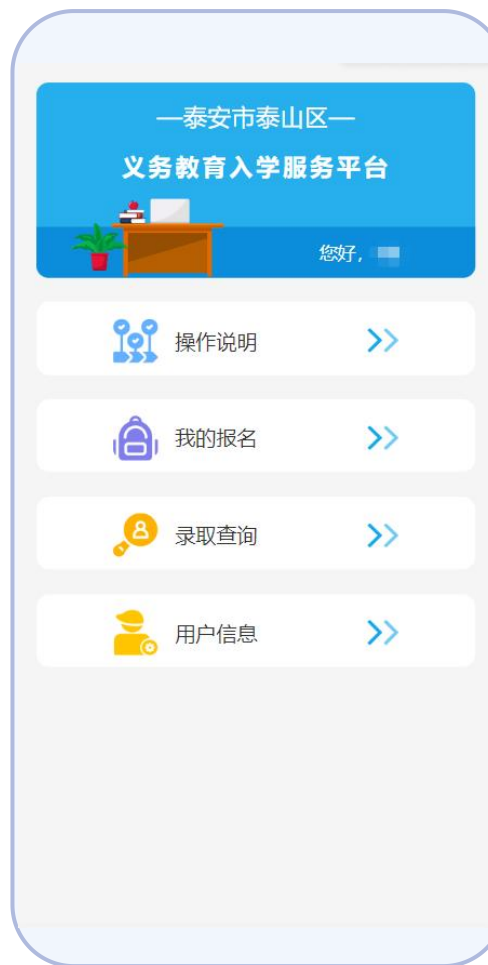 —泰安市泰山区—
义务教育入学服务平台
您好,
操作说明
我的报名
录取查询
用户信息